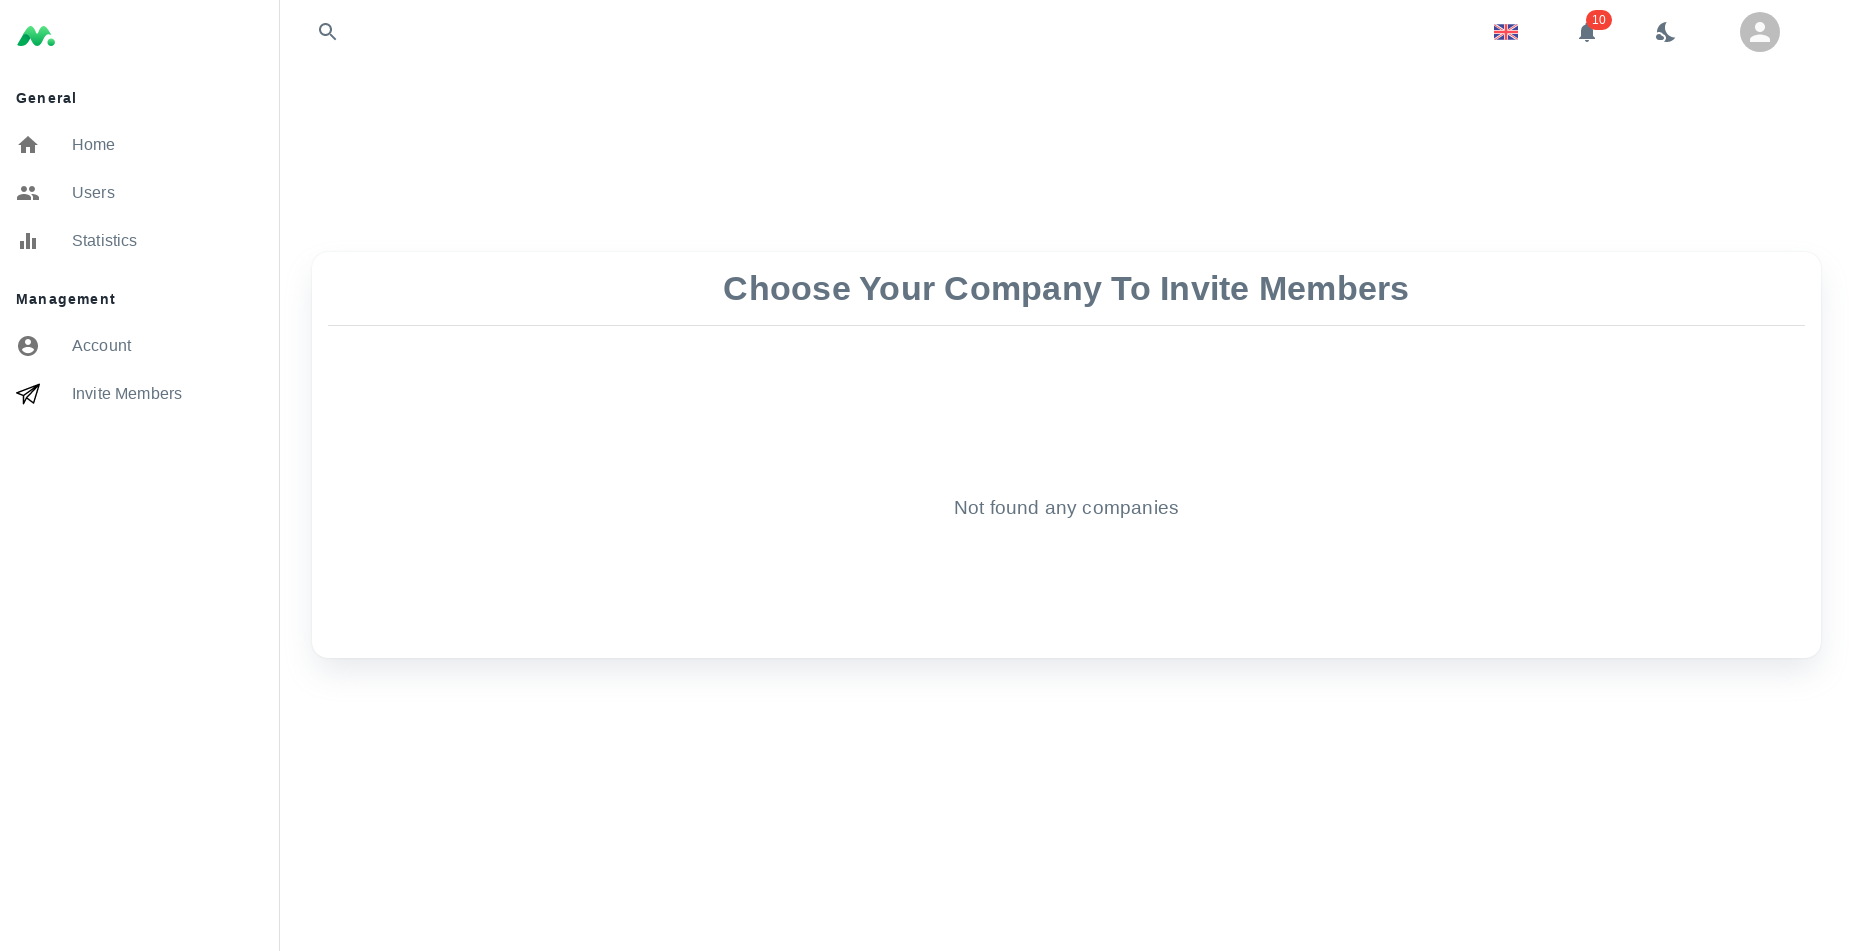 10
General
Home
Users
Statistics
Management
Account
Invite Members
Choose Your Company To Invite Members
Not found any companies